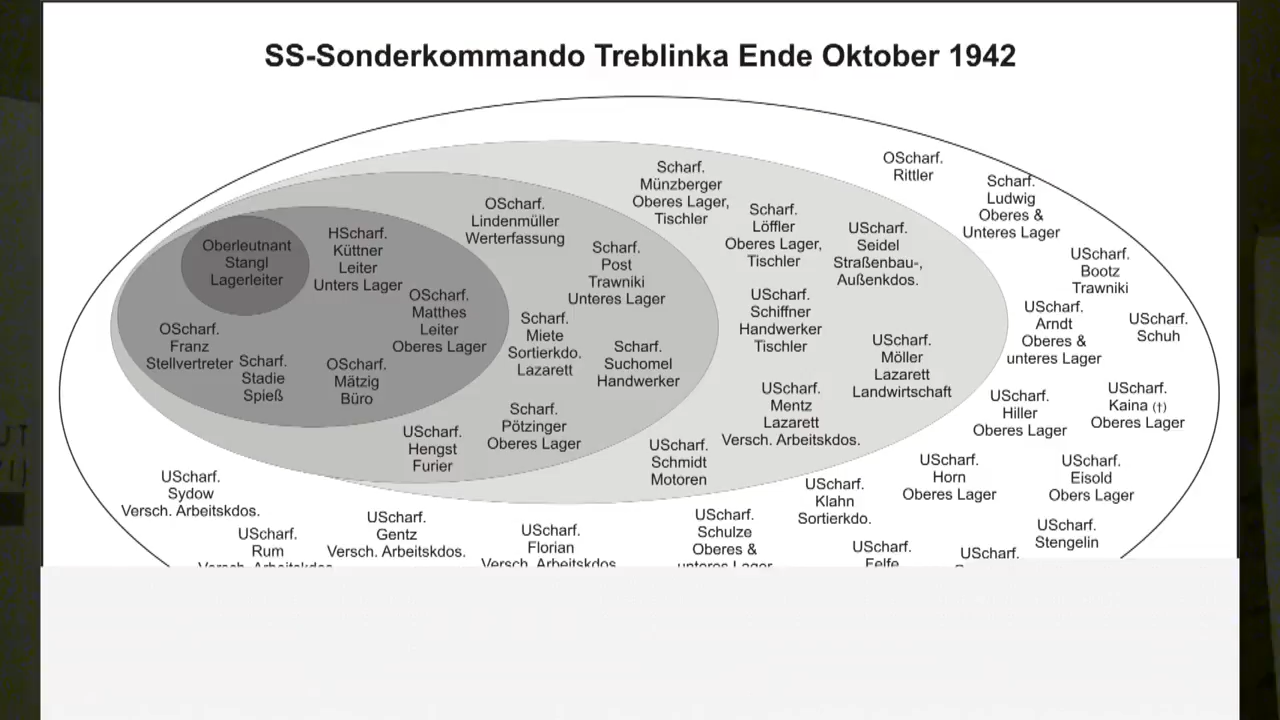 SS-Sonderkommando Treblinka Ende Oktober 1942
Oberleutnant
Stangl
Lagerleiter
HScharf.
Küttner
Leiter
Unters Lager
OScharf.
Matthes
Leiter
Oberes Lager
OScharf.
Franz
Stellvertreter
Scharf.
Stadie
Spieß
OScharf.
Mätzig
Büro
OScharf.
Lindenmüller
Werterfassung
Scharf.
Post
Trawniki
Unteres Lager
Scharf.
Miete
Sortierkdo.
Lazarett
Scharf.
Suchomel
Handwerker
Scharf.
Pötzinger
Oberes Lager
UScharf.
Hengst
Furier
Scharf.
Münzberger
Oberes Lager,
Tischler
Scharf.
Löffler
Oberes Lager,
Tischler
UScharf.
Seidel
Straßenbau-,
Außenkdos.
UScharf.
Schiffner
Handwerker
Tischler
UScharf.
Möller
Lazarett
Landwirtschaft
UScharf.
Mentz
Lazarett
Versch. Arbeitskdos.
UScharf.
Schmidt
Motoren
OScharf.
Rittler
Scharf.
Ludwig
Oberes &
Unteres Lager
UScharf.
Bootz
Trawniki
UScharf.
Arndt
Oberes &
unteres Lager
UScharf.
Schuh
UScharf.
Hiller
Oberes Lager
UScharf.
Kaina (†)
Oberes Lager
UScharf.
Horn
Oberes Lager
UScharf.
Eisold
Obers Lager
UScharf.
Klahn
Sortierkdo.
UScharf.
Stengelin
UScharf.
Sydow
Versch. Arbeitskdos.
UScharf.
Rum
Versch. Arbeitskdos
UScharf.
Gentz
Versch. Arbeitskdos.
UScharf.
Florian
Versch. Arbeitskdos
UScharf.
Schulze
Oberes &
unteres Lager
UScharf.
Felfe
UScharf.